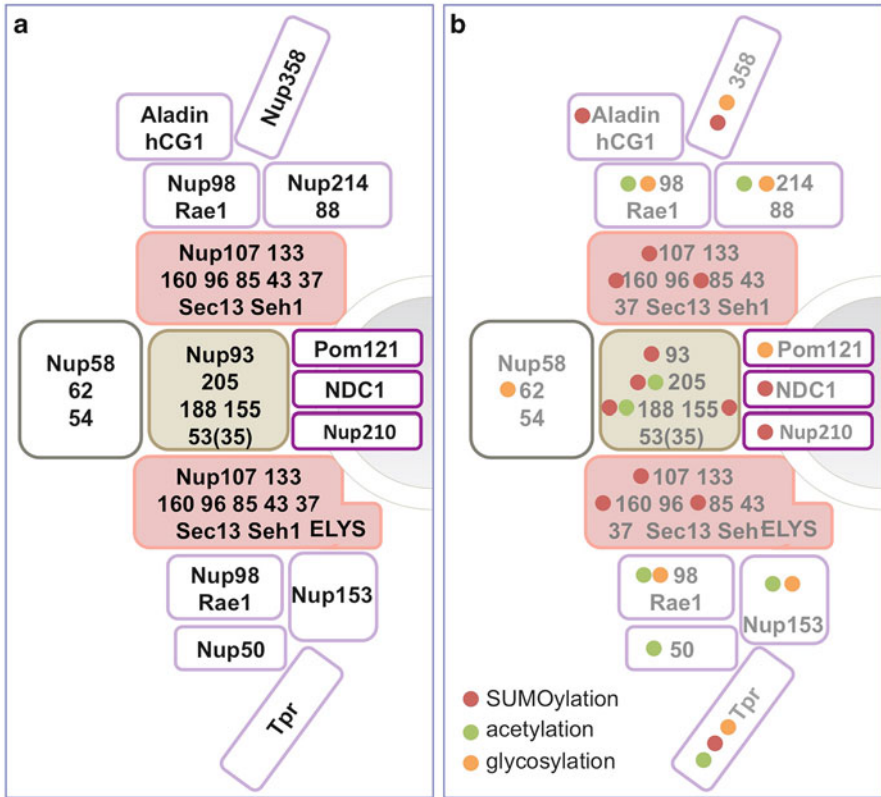 a
Nup358
Aladin
hCG1
Nup98
Rae1
Nup214
88
Nup107 133
160 96 85 43 37
Sec13 Seh1
Nup58
62
54
Nup93
205
188 155
53(35)
Pom121
NDC1
Nup210
Nup107 133
160 96 85 43 37
Sec13 Seh1 ELYS
Nup98
Rae1
Nup153
Nup50
Tpr
b
358
Aladin
hCG1
98
Rae1
214
88
107 133
160 96 85 43
37 Sec13 Seh1
Nup58
62
54
93
205
188 155
53(35)
Pom121
NDC1
Nup210
107 133
160 96 85 43
37 Sec13 Seh ELYS
98
Rae1
Nup153
50
Tpr
SUMOylation
acetylation
glycosylation